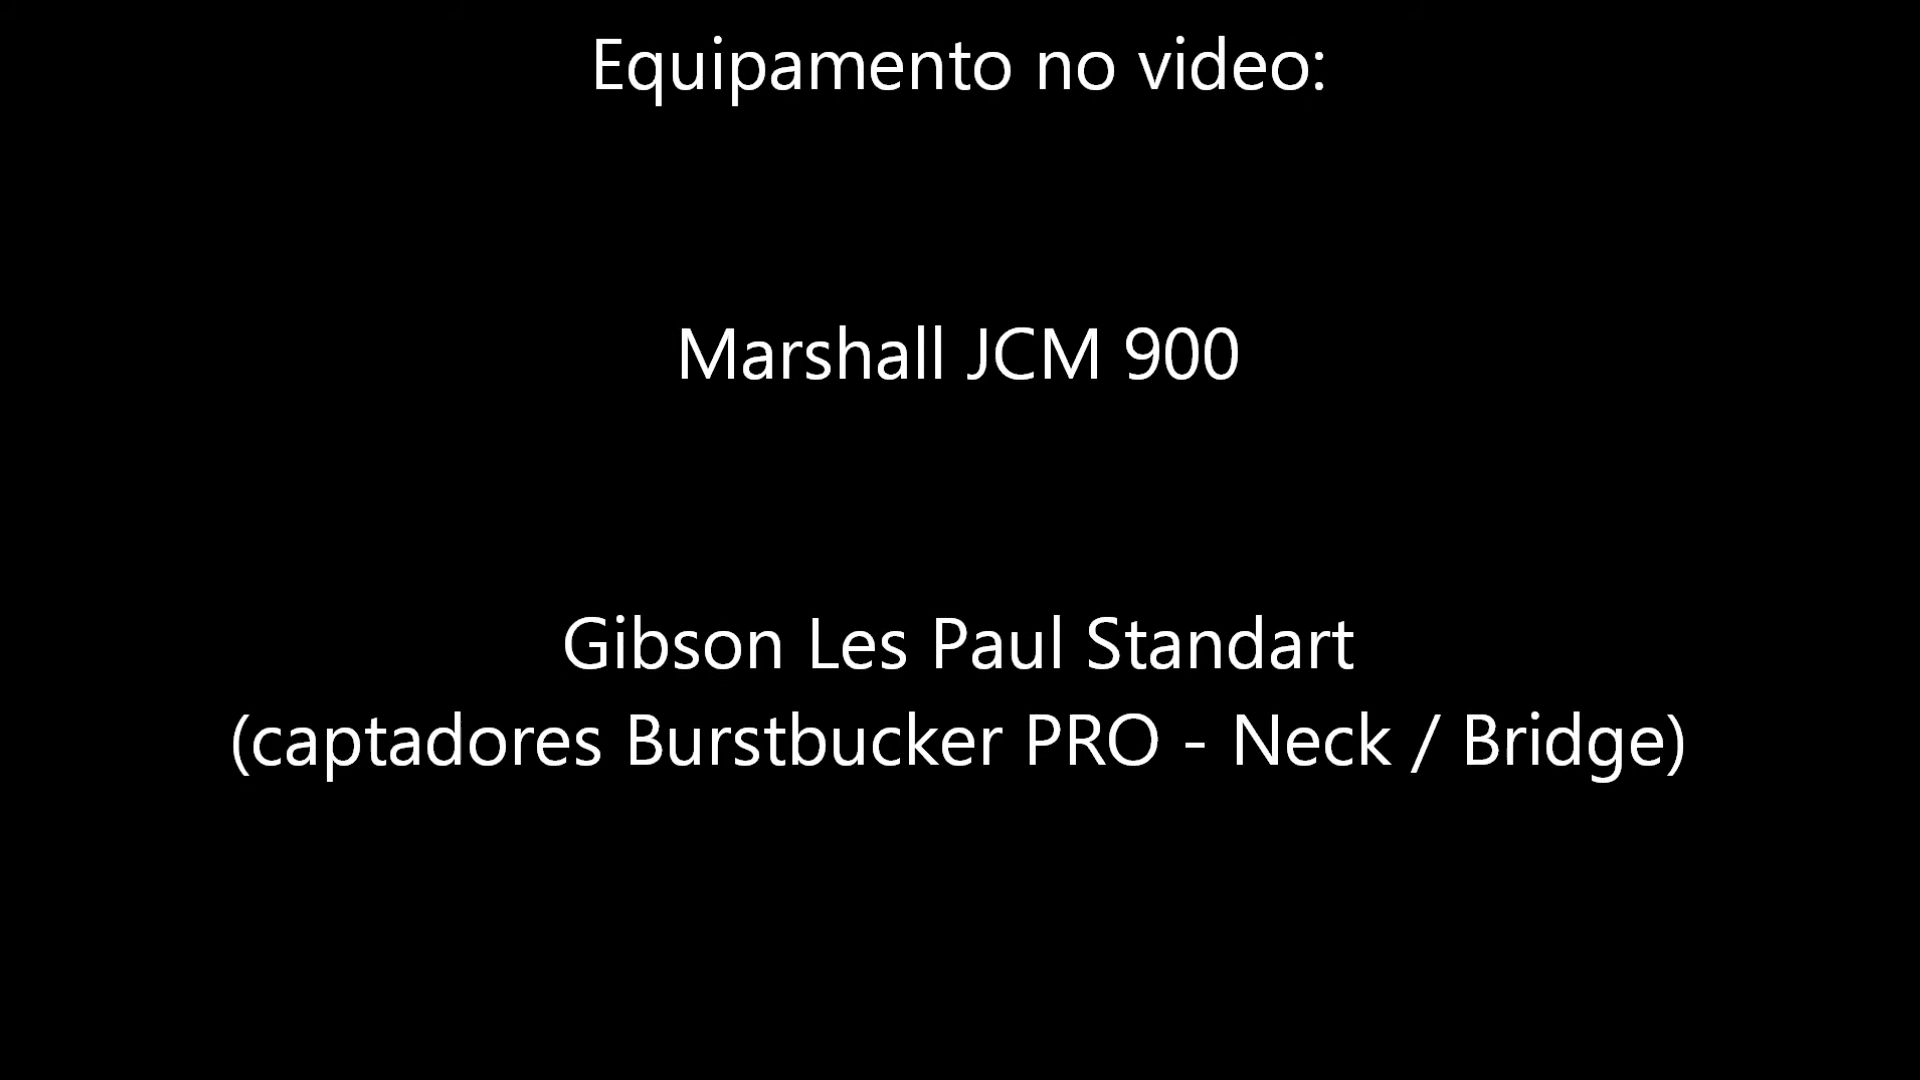 Equipamento no video:
Marshall JCM 900
Gibson Les Paul Standart
(captadores Burstbucker PRO - Neck / Bridge)